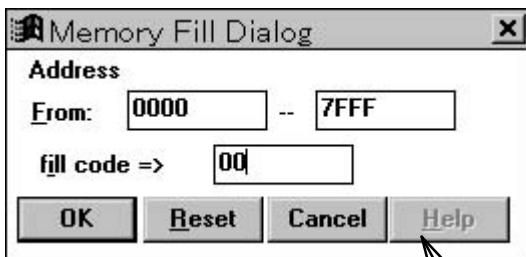 Memory Fill Dialog
Address
From: 0000 -- 7FFF
fill code => 00
OK Reset Cancel Help